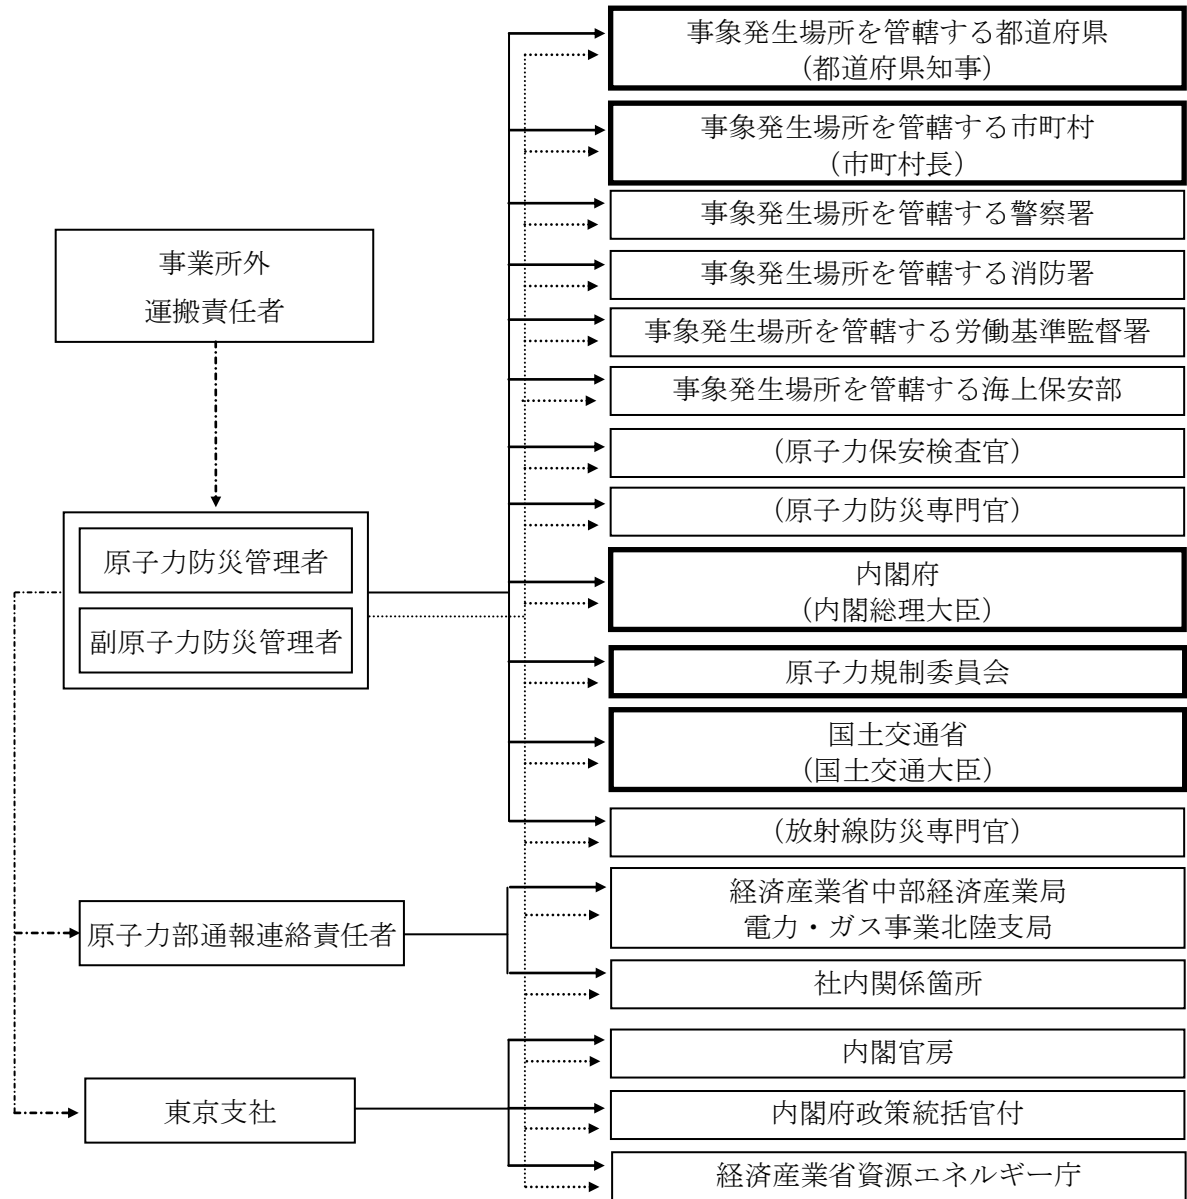 事象発生場所を管轄する都道府県
(都道府県知事)
事象発生場所を管轄する市町村
(市町村長)
事象発生場所を管轄する警察署
事業所外
運搬責任者
事象発生場所を管轄する消防署
事象発生場所を管轄する労働基準監督署
事象発生場所を管轄する海上保安部
(原子力保安検査官)
(原子力防災専門官)
原子力防災管理者
副原子力防災管理者
内閣府
(内閣総理大臣)
原子力規制委員会
国土交通省
(国土交通大臣)
(放射線防災専門官)
原子力部通報連絡責任者
経済産業省中部経済産業局
電力・ガス事業北陸支局
社内関係箇所
東京支社
内閣官房
内閣府政策統括官付
経済産業省資源エネルギー庁